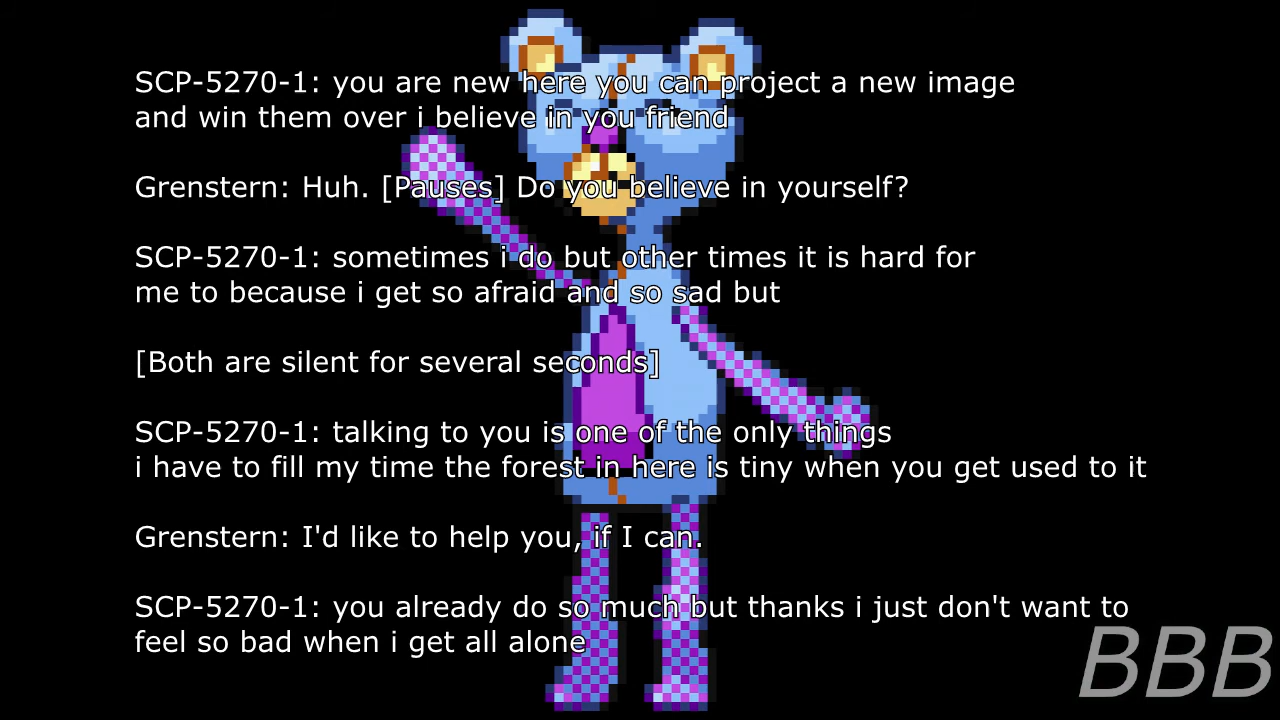 SCP-5270-1: you are new here you can project a new image
and win them over i believe in you friend
Grenstern: Huh. [Pauses] Do you believe in yourself?
SCP-5270-1: sometimes i do but other times it is hard for
me to because i get so afraid and so sad but
[Both are silent for several seconds]
SCP-5270-1: talking to you is one of the only things
i have to fill my time the forest in here is tiny when you get used to it
Grenstern: I'd like to help you, if I can.
SCP-5270-1: you already do so much but thanks i just don't want to
feel so bad when i get all alone
BBB